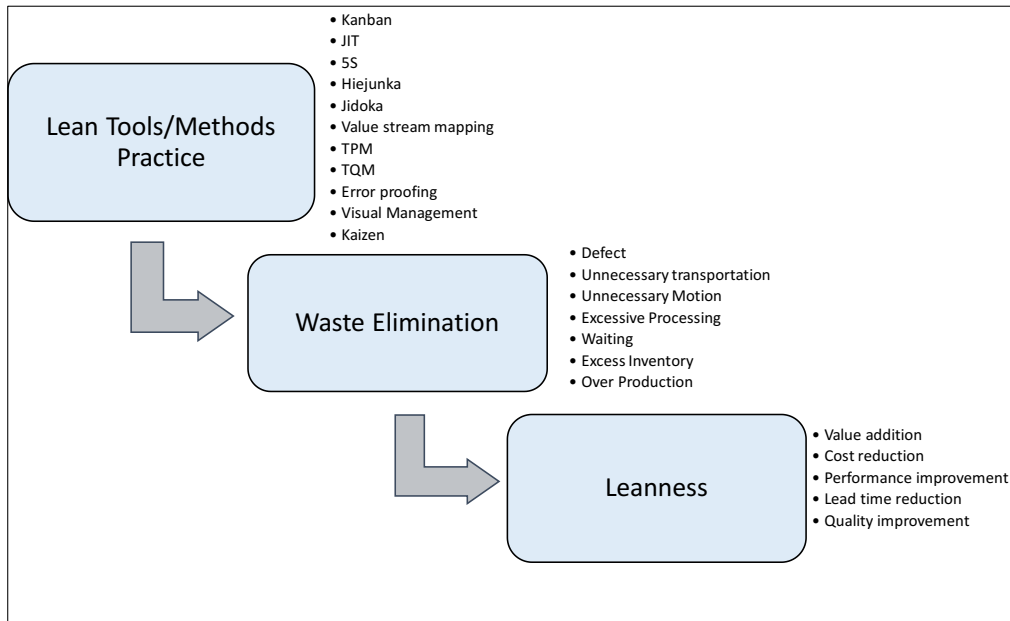 Lean Tools/Methods
Practice
• Kanban
• JIT
• 5S
• Hiejunka
• Jidoka
• Value stream mapping
• TPM
• TQM
• Error proofing
• Visual Management
• Kaizen
Waste Elimination
• Defect
• Unnecessary transportation
• Unnecessary Motion
• Excessive Processing
• Waiting
• Excess Inventory
• Over Production
Leanness
• Value addition
• Cost reduction
• Performance improvement
• Lead time reduction
• Quality improvement